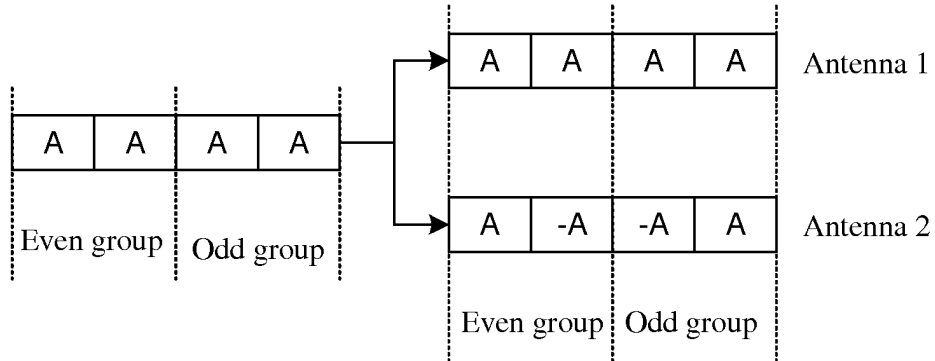 A A A A Antenna 1
A A A A
Even group Odd group
A -A -A A Antenna 2
Even group Odd group